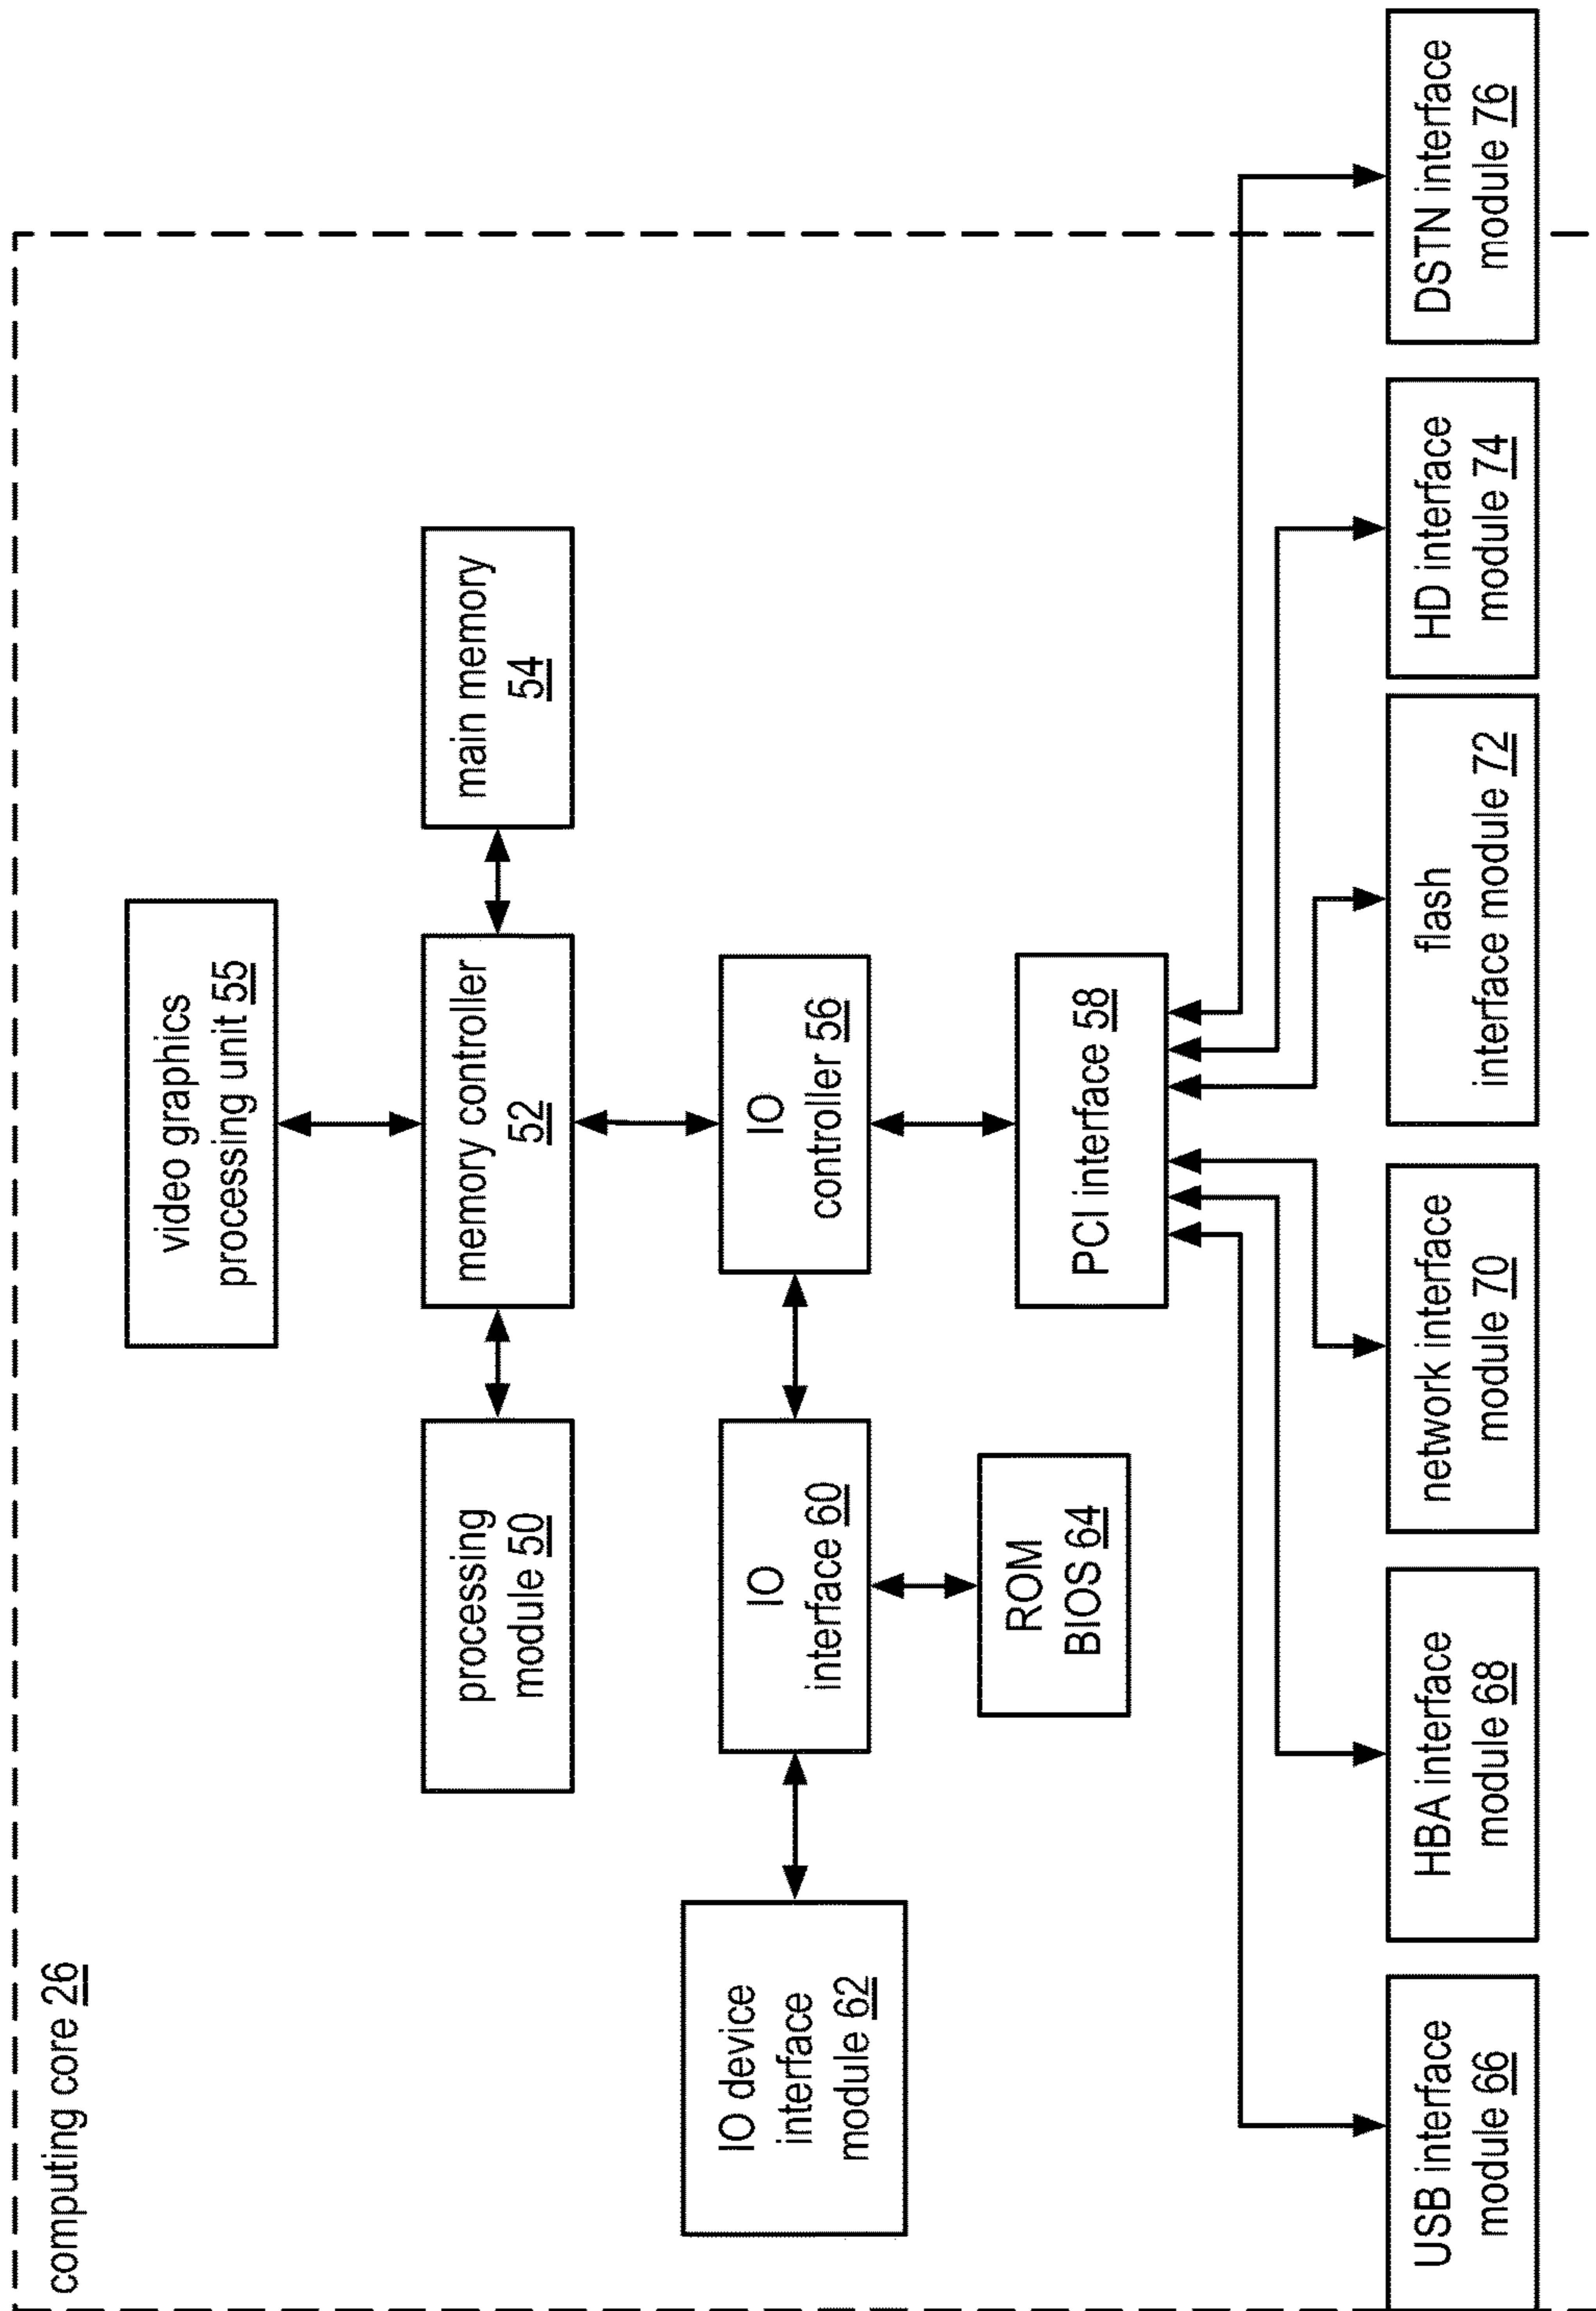 computing core 26
video graphics
processing unit 55
processing
module 50
memory controller
52
main memory
54
IO device
interface
module 62
IO
interface 60
IO
controller 56
ROM
BIOS 64
PCI interface 58
USB interface
module 66
HBA interface
module 68
network interface
module 70
flash
interface module 72
HD interface
module 74
DSTN interface
module 76